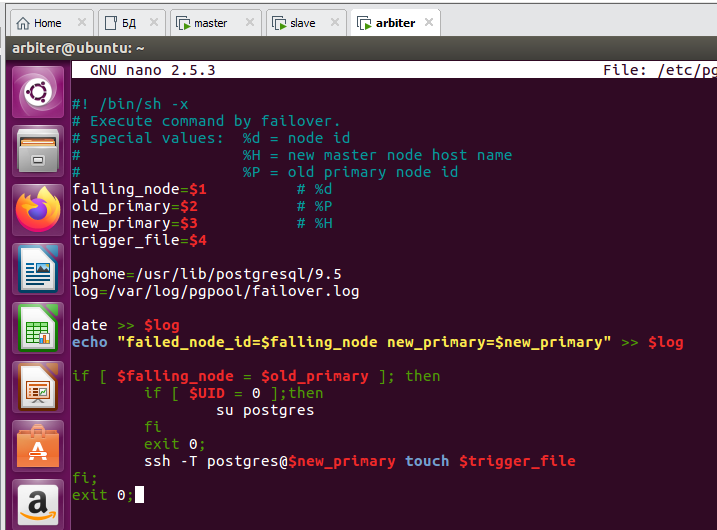 Home БД master slave arbiter
arbiter@ubuntu: ~
GNU nano 2.5.3 File: /etc/pg
#! /bin/sh -x
# Execute command by failover.
# special values:  %d = node id
#                  %H = new master node host name
#                  %P = old primary node id
falling_node=$1          # %d
old_primary=$2           # %P
new_primary=$3           # %H
trigger_file=$4
pghome=/usr/lib/postgresql/9.5
log=/var/log/pgpool/failover.log
date >> $log
echo "failed_node_id=$falling_node new_primary=$new_primary" >> $log
if [ $falling_node = $old_primary ]; then
        if [ $UID = 0 ];then
                su postgres
        fi
        exit 0;
        ssh -T postgres@$new_primary touch $trigger_file
fi;
exit 0;